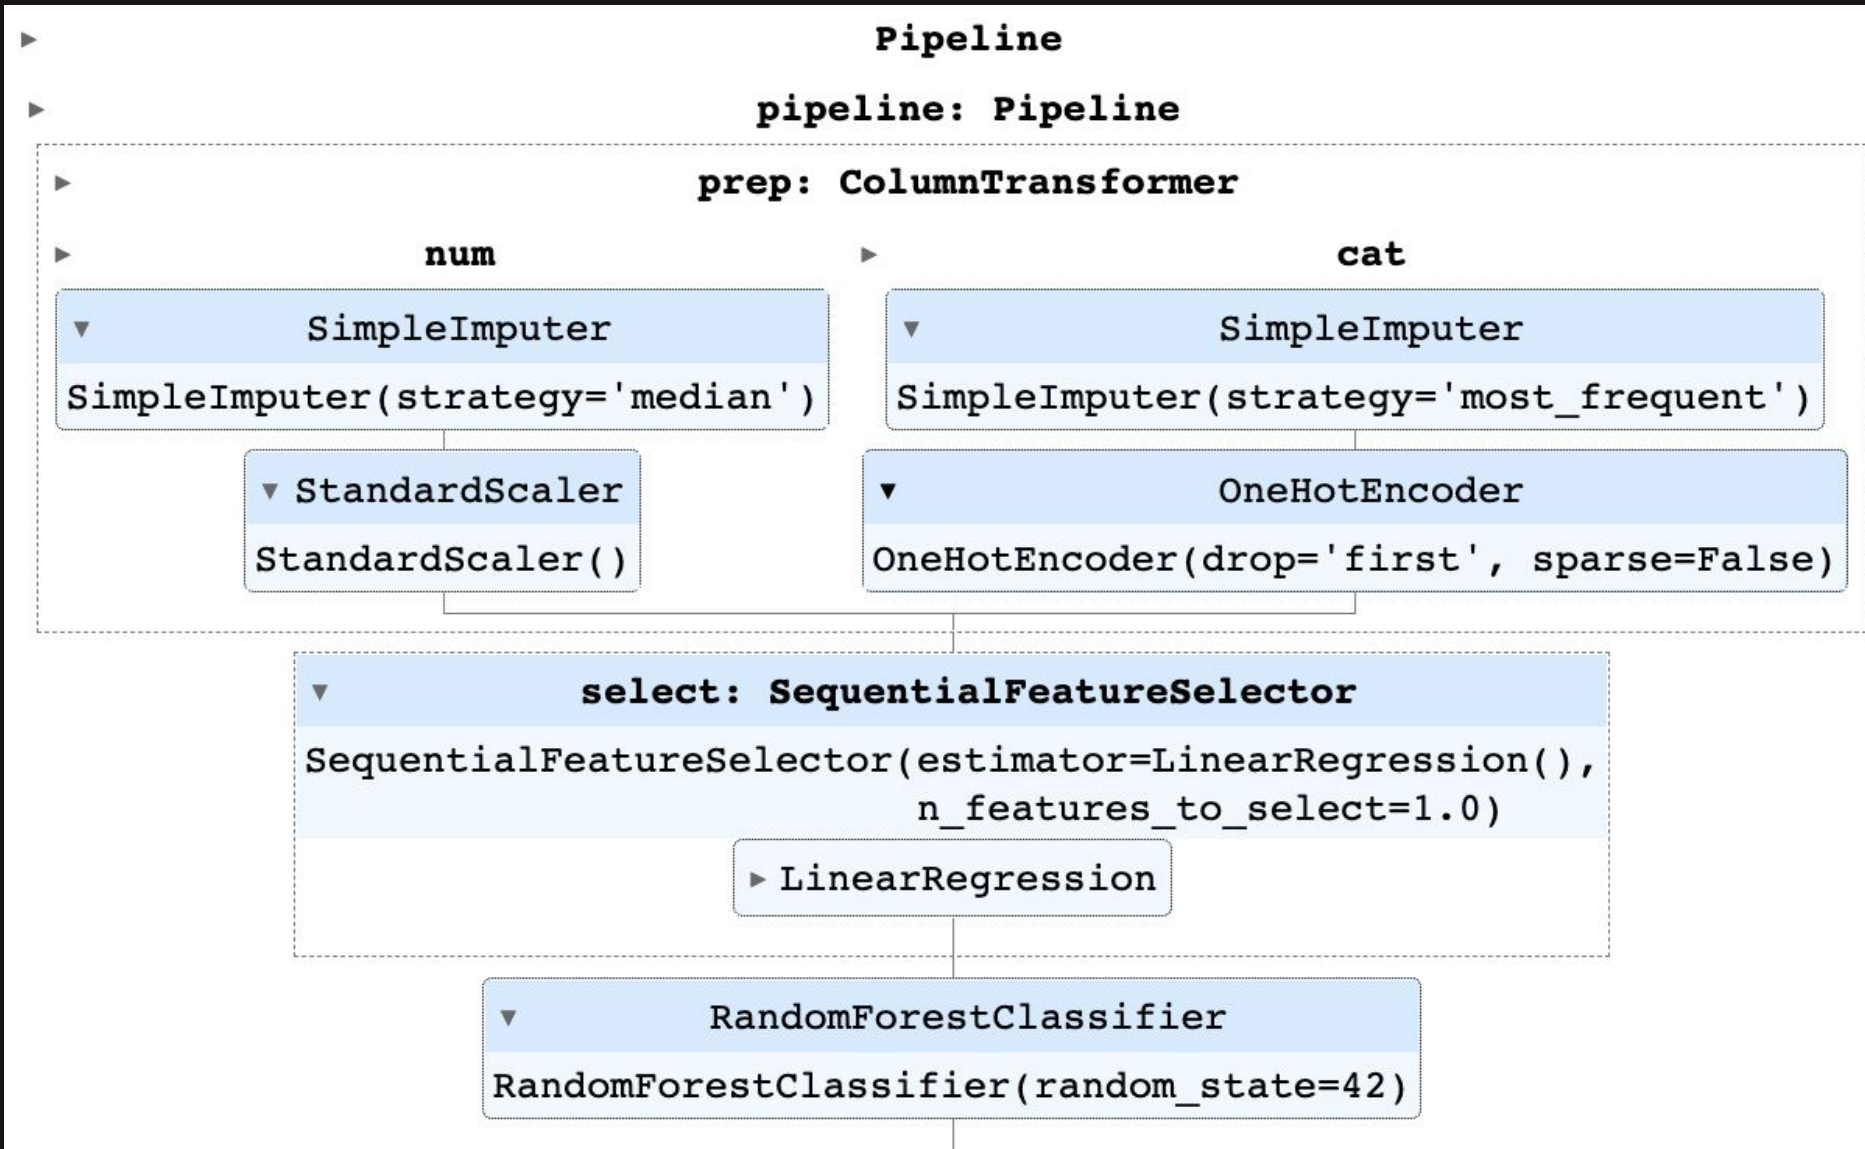 Pipeline
pipeline: Pipeline
prep: ColumnTransformer
num
cat
SimpleImputer
SimpleImputer(strategy='median')
SimpleImputer
SimpleImputer(strategy='most_frequent')
StandardScaler
StandardScaler()
OneHotEncoder
OneHotEncoder(drop='first', sparse=False)
select: SequentialFeatureSelector
SequentialFeatureSelector(estimator=LinearRegression(),
n_features_to_select=1.0)
LinearRegression
RandomForestClassifier
RandomForestClassifier(random_state=42)